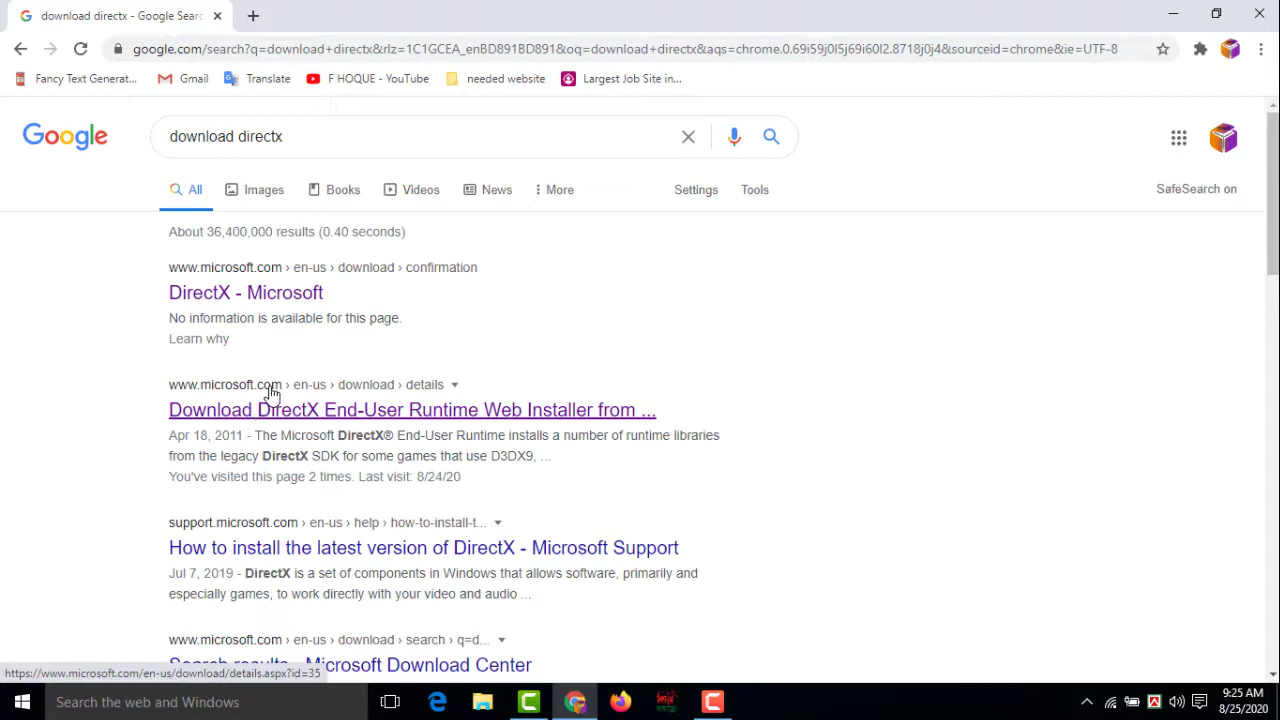 download directx - Google Sear
google.com/search?q=download+directx&rlz=1C1GCEA_enBD891BD891&oq=download+directx&aqs=chrome.0.69i59j0l5j69i60l2.8718j0j4&sourceid=chrome&ie=UTF-8
Fancy Text Generat... Gmail Translate F HOQUE - YouTube needed website Largest Job Site in...
Google download directx
All Images Books Videos News More Settings Tools SafeSearch on
About 36,400,000 results (0.40 seconds)
www.microsoft.com › en-us › download › confirmation
DirectX - Microsoft
No information is available for this page.
Learn why
www.microsoft.com › en-us › download › details
Download DirectX End-User Runtime Web Installer from ...
Apr 18, 2011 - The Microsoft DirectX® End-User Runtime installs a number of runtime libraries
from the legacy DirectX SDK for some games that use D3DX9, ...
You've visited this page 2 times. Last visit: 8/24/20
support.microsoft.com › en-us › help › how-to-install-t...
How to install the latest version of DirectX - Microsoft Support
Jul 7, 2019 - DirectX is a set of components in Windows that allows software, primarily and
especially games, to work directly with your video and audio ...
www.microsoft.com › en-us › download › search › q=d...
Search results - Microsoft Download Center
https://www.microsoft.com/en-us/download/details.aspx?id=35
Search the web and Windows
9:25 AM
8/25/2020